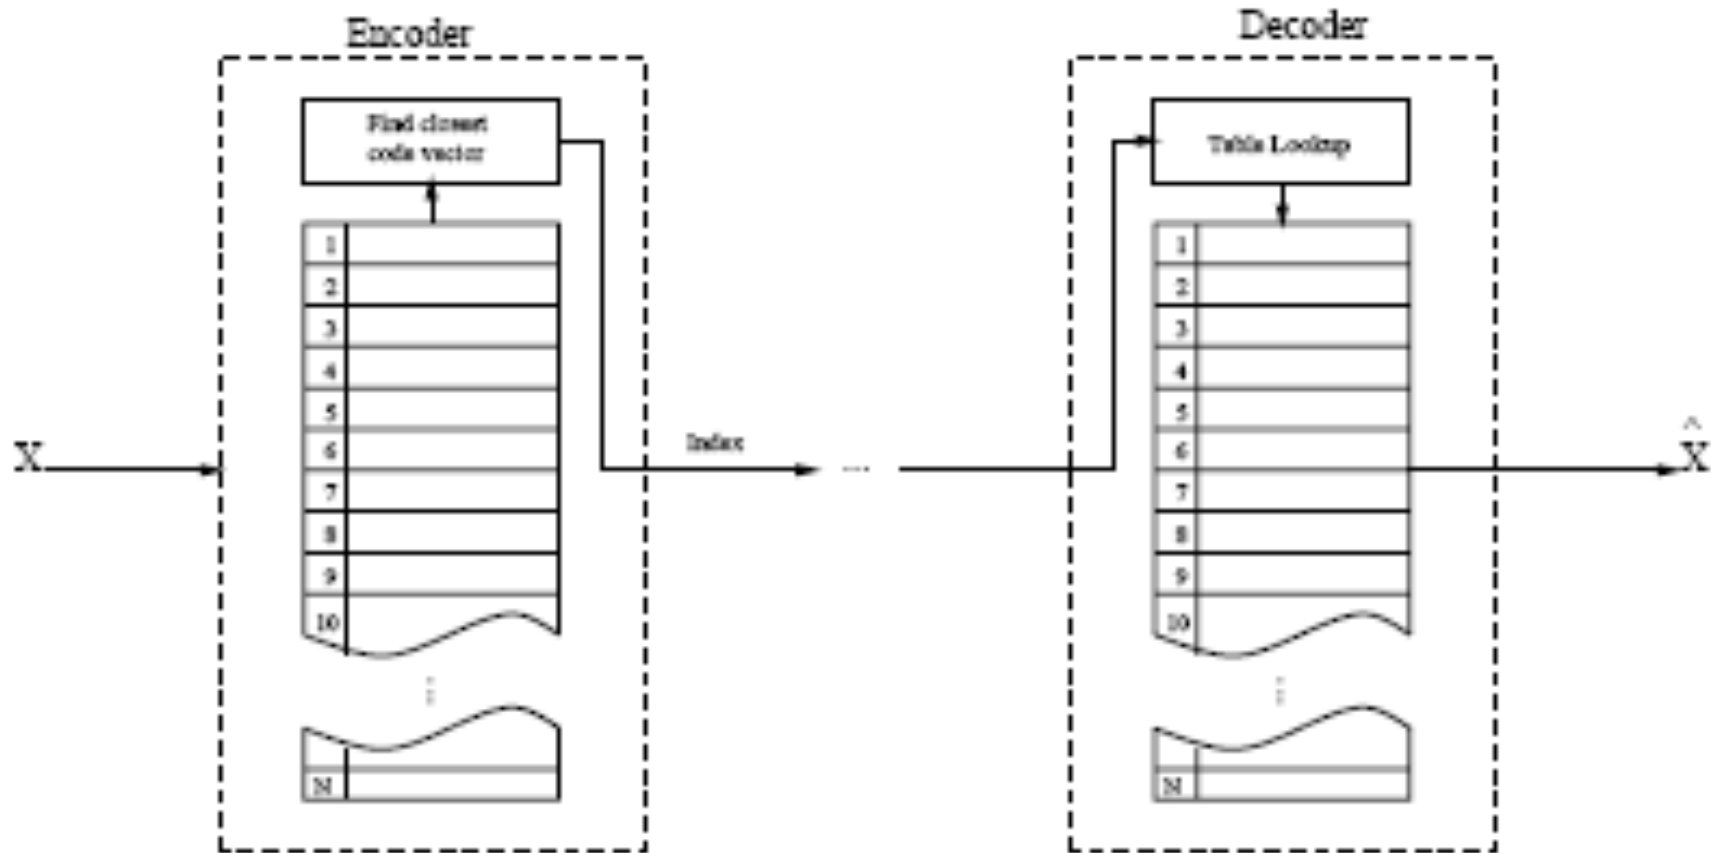 Encoder
Find closest
code vector
1
2
3
4
5
6
7
8
9
10
...
N
X
Index
...
Decoder
Table Lookup
1
2
3
4
5
6
7
8
9
10
...
N
X̂